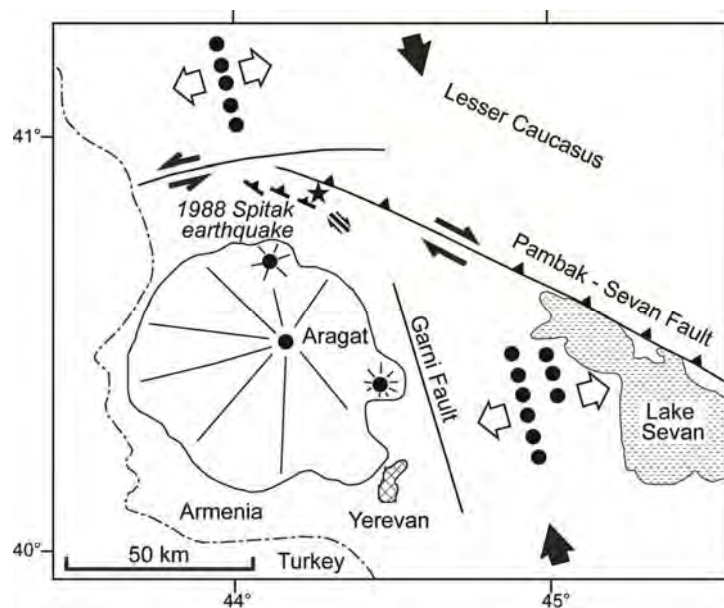 Lesser Caucasus
41°
1988 Spitak
earthquake
Pambak - Sevan Fault
Aragat
Garni Fault
Lake
Sevan
Armenia
Yerevan
40°
50 km
Turkey
44°
45°